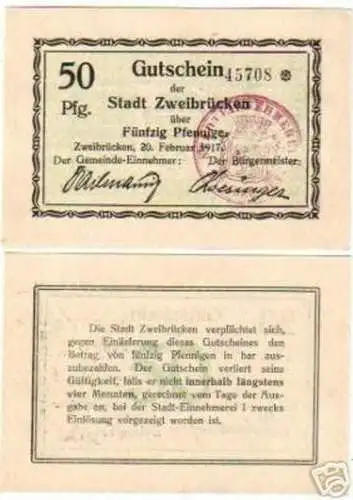 50
Pfg.
Gutschein 45708
der
Stadt Zweibrücken
über
Fünfzig Pfennige.
Zweibrücken, 20. Februar 1917.
Der Gemeinde-Einnehmer: Der Bürgermeister:
Die Stadt Zweibrücken verpflichtet sich,
gegen Einlieferung dieses Gutscheines den
Betrag von fünfzig Pfennigen in bar aus-
zubezahlen. Der Gutschein verliert seine
Gültigkeit, falls er nicht innerhalb längstens
vier Monaten, gerechnet vom Tage der Aus-
gabe an, bei der Stadt-Einnehmerei I zwecks
Einlösung vorgezeigt worden ist.
eBay